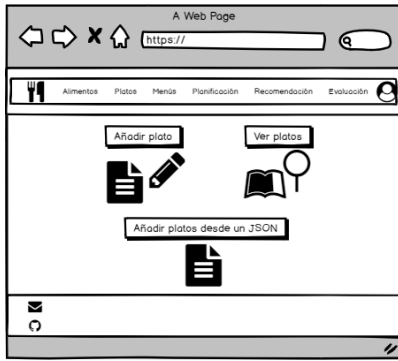 A Web Page
https://
Alimentos Platos Menús Planificación Recomendación Evaluación
Añadir plato Ver platos
Añadir platos desde un JSON